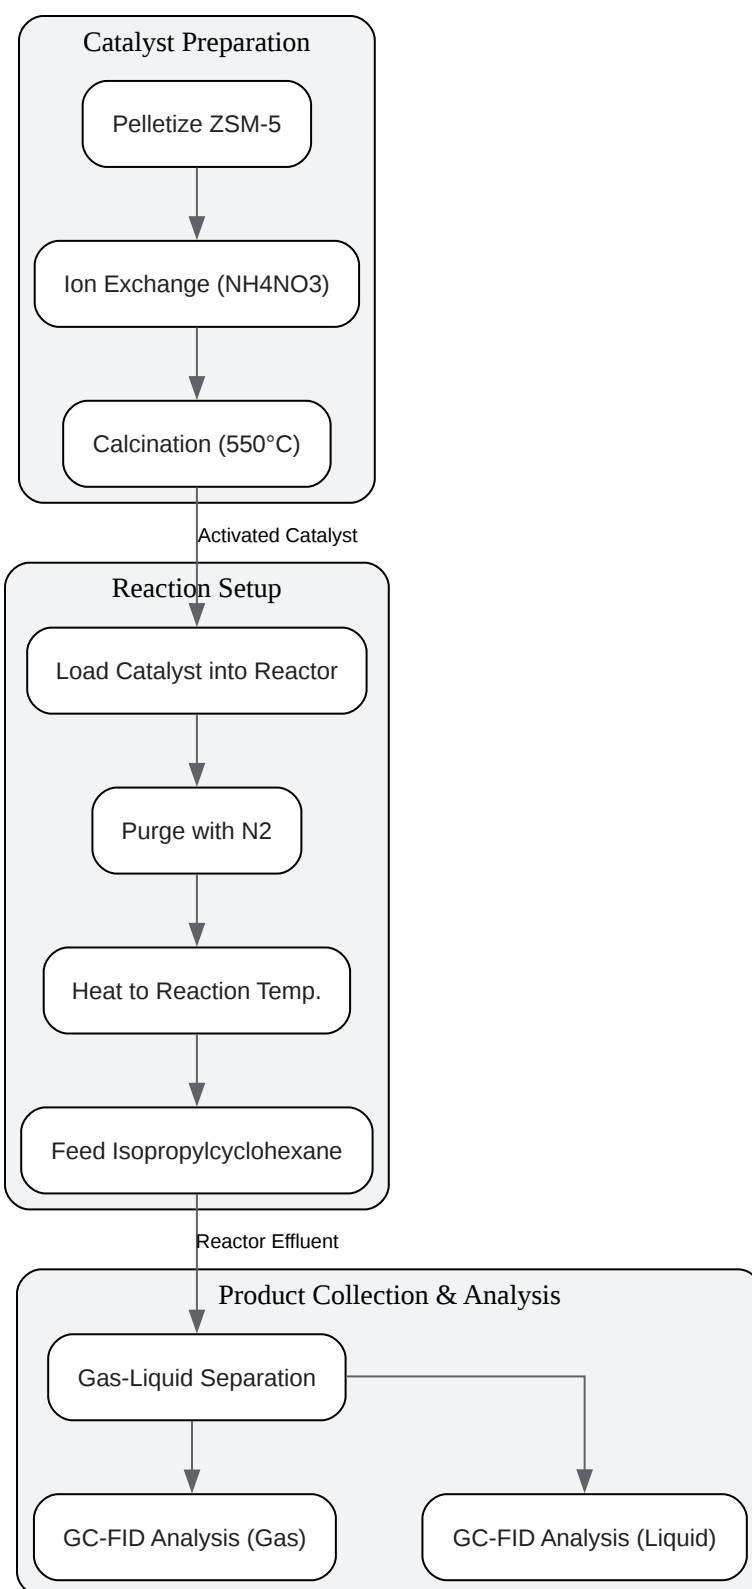 Catalyst Preparation
Pelletize ZSM-5
Ion Exchange (NH4NO3)
Calcination (550°C)
Activated Catalyst
Reaction Setup
Load Catalyst into Reactor
Purge with N2
Heat to Reaction Temp.
Feed Isopropylcyclohexane
Reactor Effluent
Product Collection & Analysis
Gas-Liquid Separation
GC-FID Analysis (Gas)
GC-FID Analysis (Liquid)